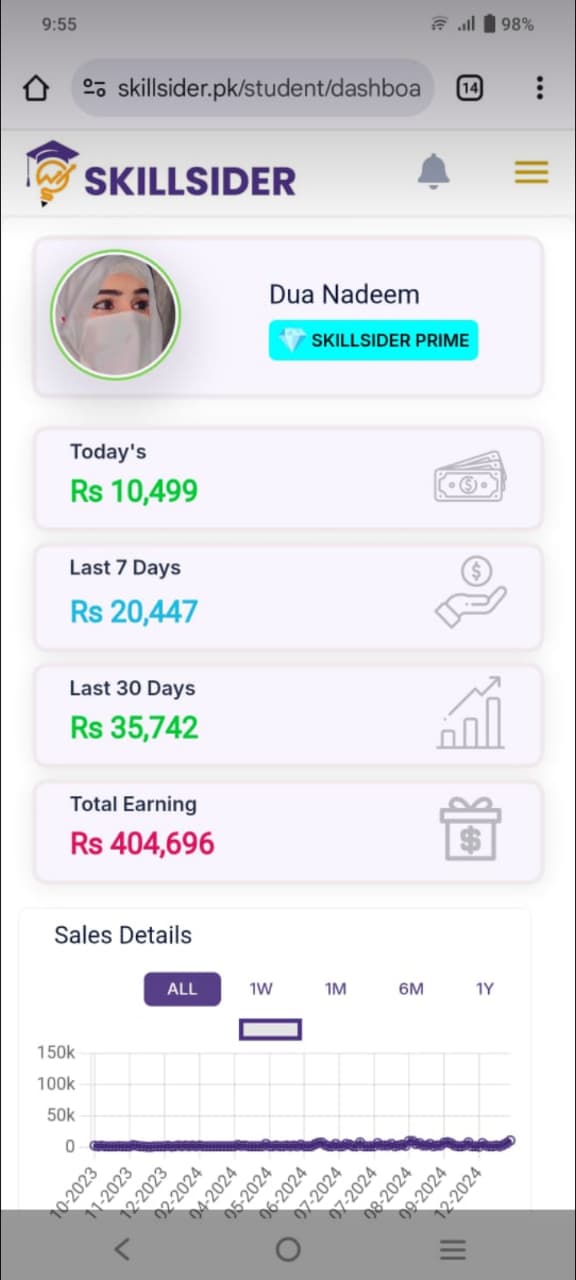 9:55
98%
skillsider.pk/student/dashboa
14
SKILLSIDER
Dua Nadeem
SKILLSIDER PRIME
Today's
Rs 10,499
Last 7 Days
Rs 20,447
Last 30 Days
Rs 35,742
Total Earning
Rs 404,696
Sales Details
ALL 1W 1M 6M 1Y
150k
100k
50k
0
10-2023 11-2023 12-2023 02-2024 04-2024 05-2024 06-2024 07-2024 07-2024 08-2024 09-2024 12-2024